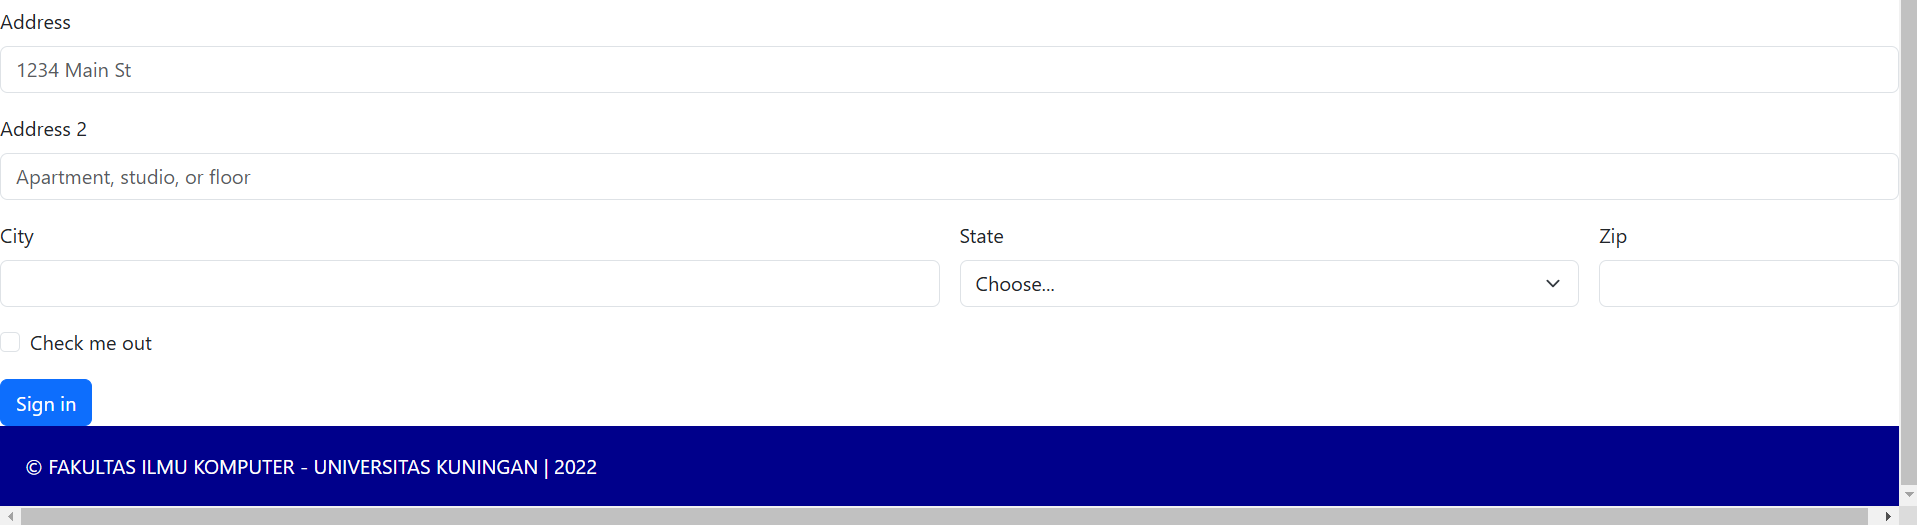 Address
1234 Main St
Address 2
Apartment, studio, or floor
City State Zip
Choose...
Check me out
Sign in
© FAKULTAS ILMU KOMPUTER - UNIVERSITAS KUNINGAN | 2022